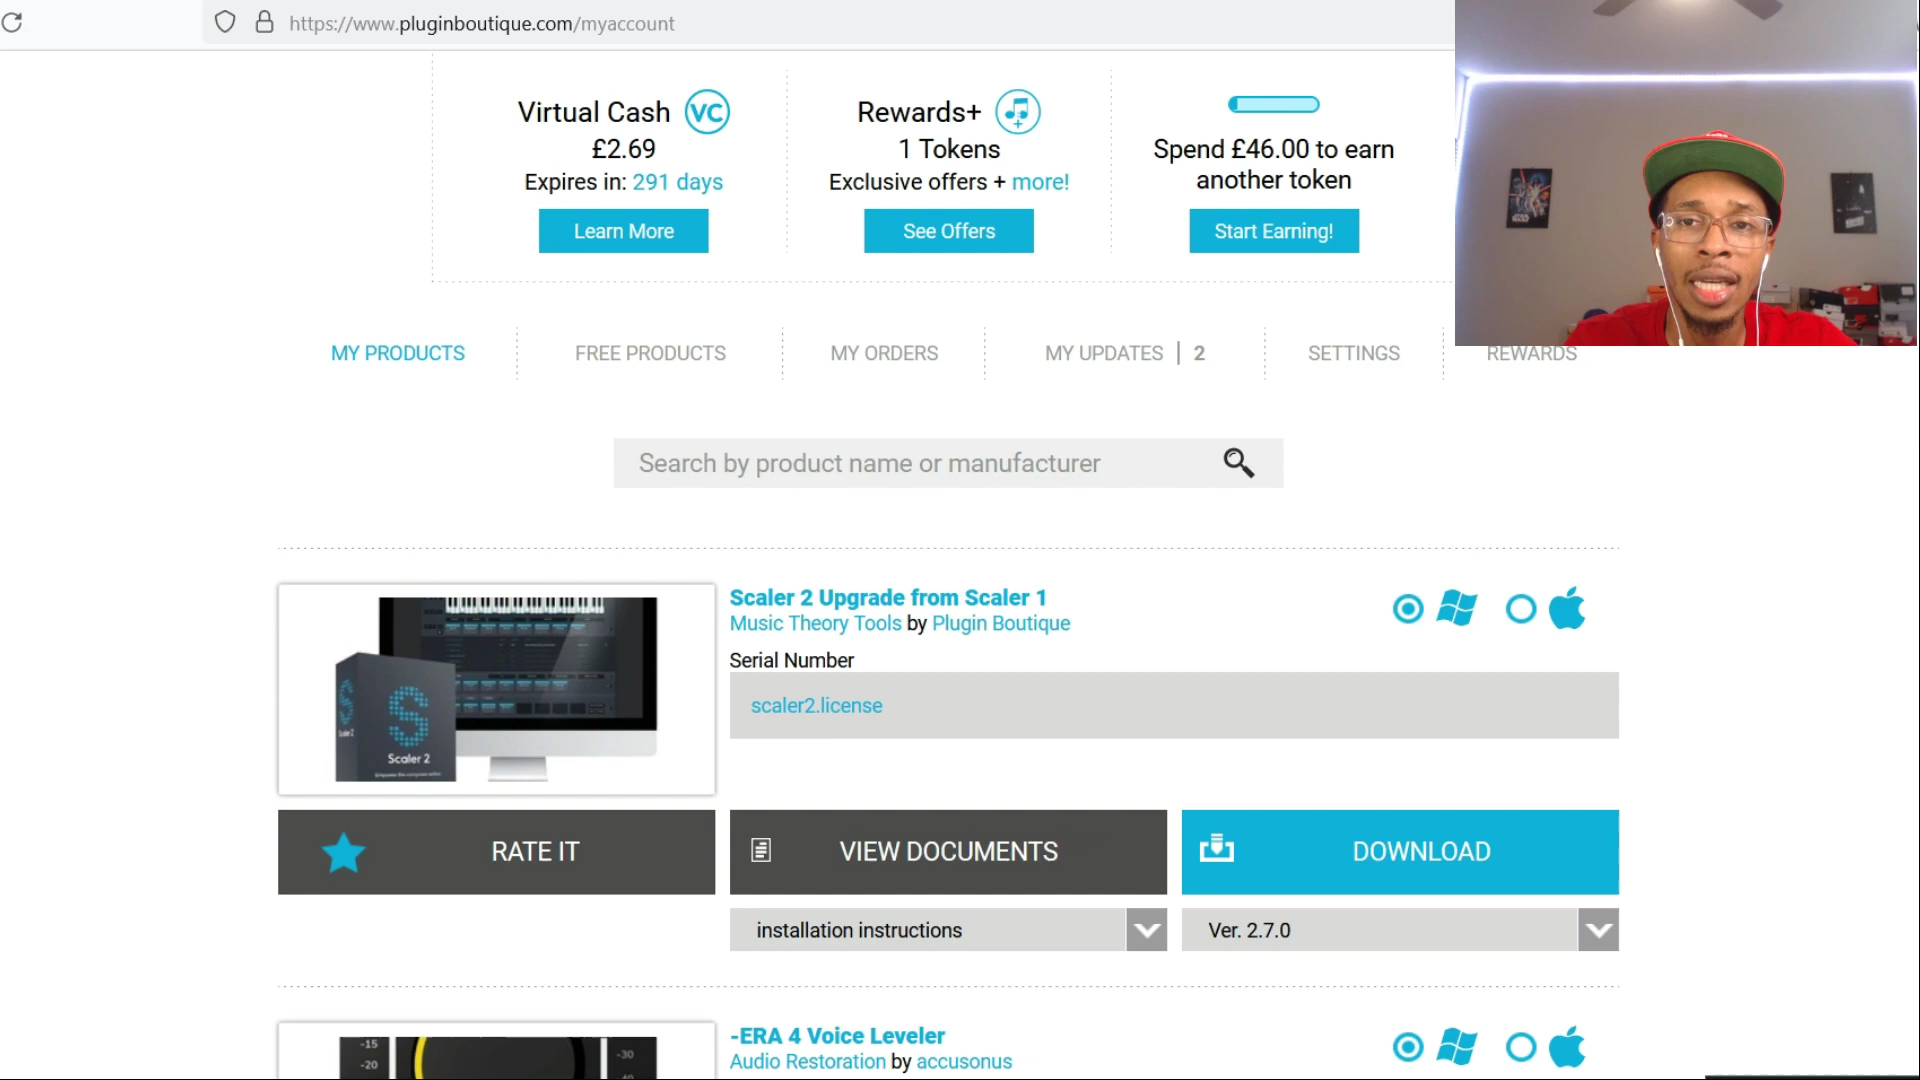 https://www.pluginboutique.com/myaccount
Virtual Cash VC
£2.69
Expires in: 291 days
Learn More
Rewards+
1 Tokens
Exclusive offers + more!
See Offers
Spend £46.00 to earn
another token
Start Earning!
STAR WARS
MY PRODUCTS
FREE PRODUCTS
MY ORDERS
MY UPDATES | 2
SETTINGS
REWARDS
Search by product name or manufacturer
S
Scaler 2
Scaler 2 Upgrade from Scaler 1
Music Theory Tools by Plugin Boutique
Serial Number
scaler2.license
RATE IT
VIEW DOCUMENTS
DOWNLOAD
installation instructions
Ver. 2.7.0
-15
-20
-30
-ERA 4 Voice Leveler
Audio Restoration by accusonus